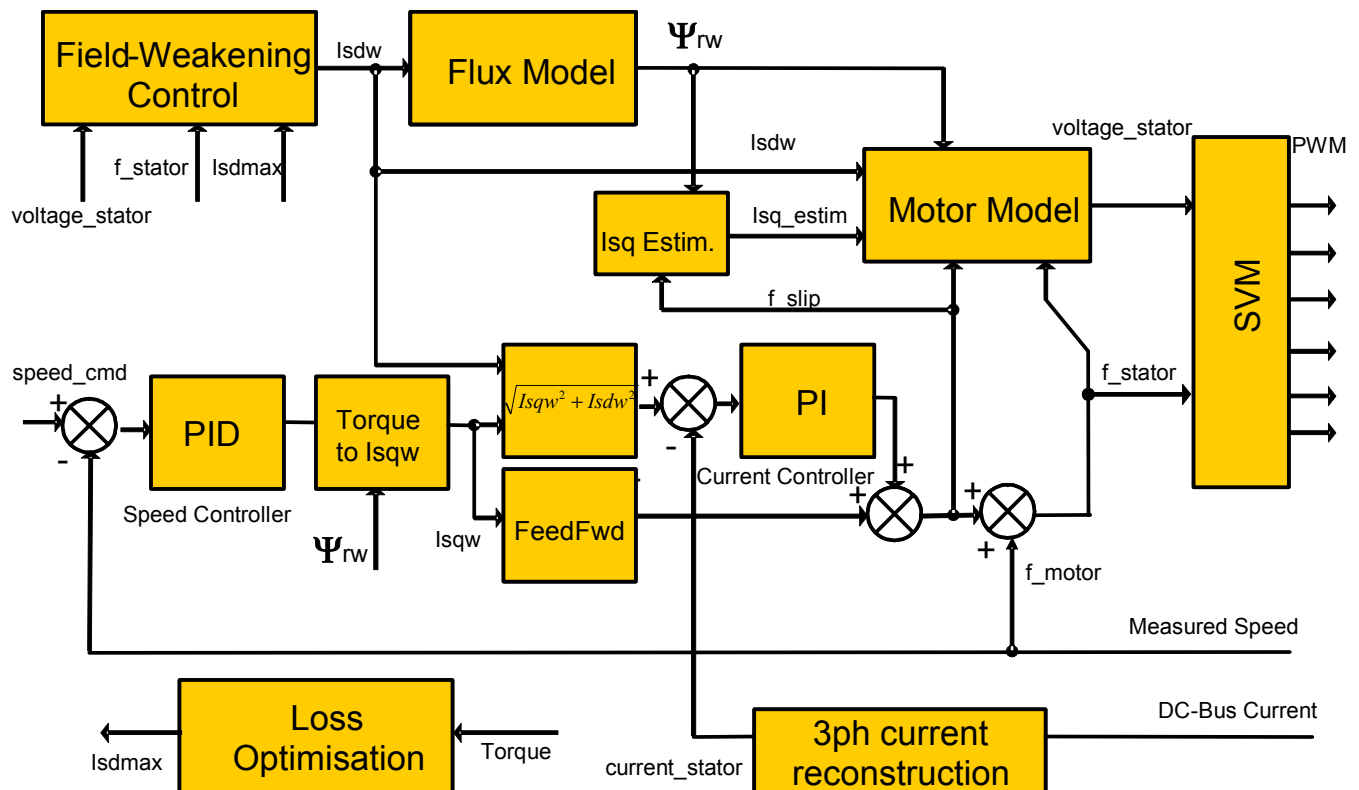 Isdw
Ψrw
Field-Weakening
Control
Flux Model
voltage_stator
PWM
f_stator
Isdmax
voltage_stator
Isdw
Motor Model
Isq Estim.
Isq_estim
SVM
f_slip
speed_cmd
+
-
PID
Speed Controller
Torque
to Isqw
Ψrw
Isqw
√Isqw² + Isdw²
+
-
PI
Current Controller
f_stator
FeedFwd
+
+
+
+
f_motor
Measured Speed
Loss
Optimisation
Isdmax
Torque
3ph current
reconstruction
current_stator
DC-Bus Current